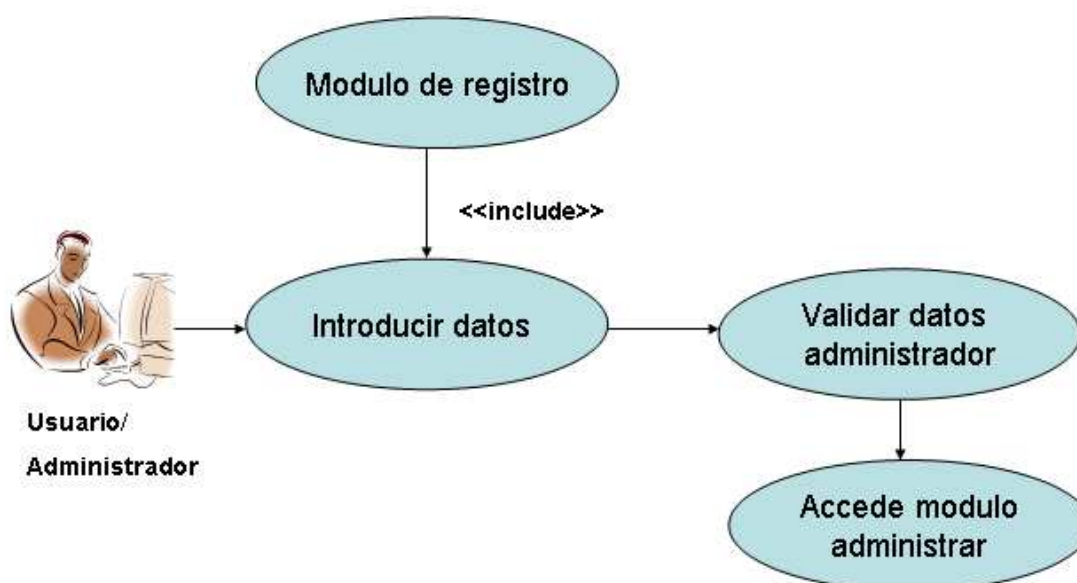 Modulo de registro
<<include>>
Introducir datos
Validar datos
administrador
Usuario/
Administrador
Accede modulo
administrar